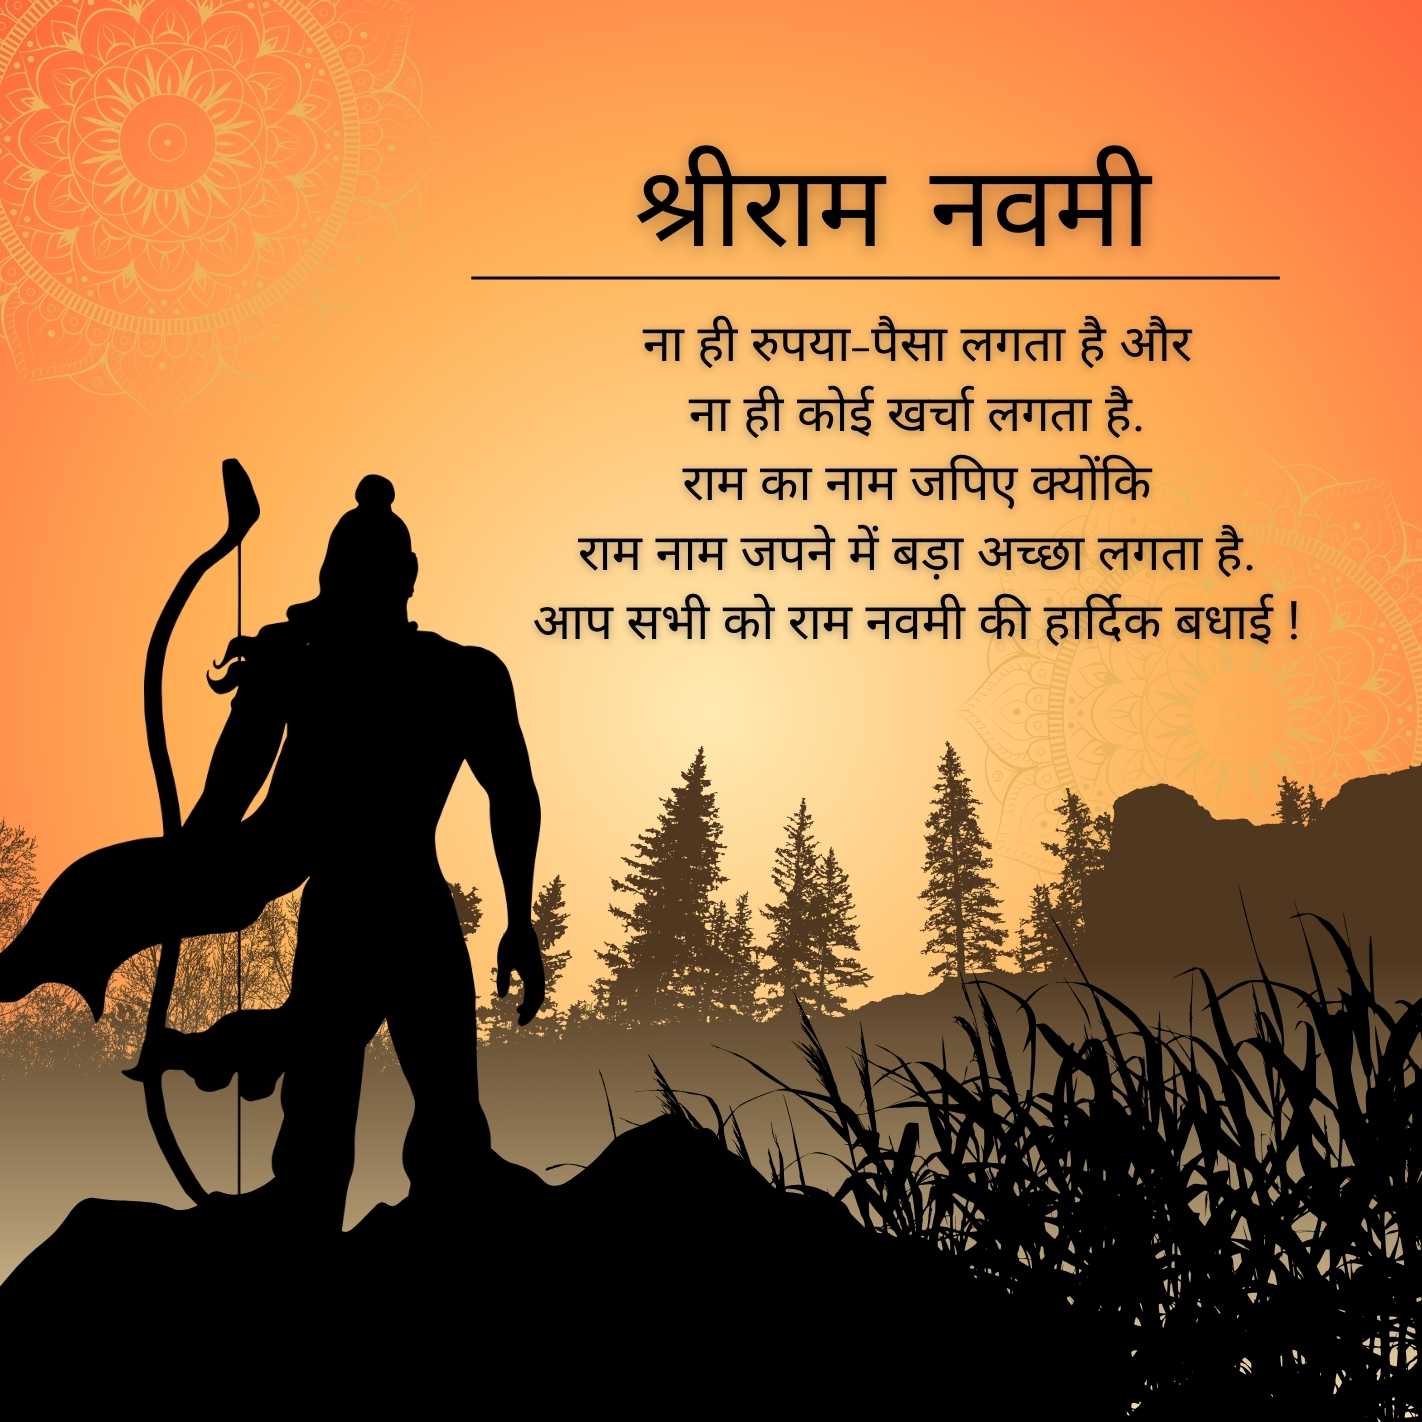 श्रीराम नवमी
ना ही रुपया-पैसा लगता है और
ना ही कोई खर्चा लगता है.
राम का नाम जपिए क्योंकि
राम नाम जपने में बड़ा अच्छा लगता है.
आप सभी को राम नवमी की हार्दिक बधाई !